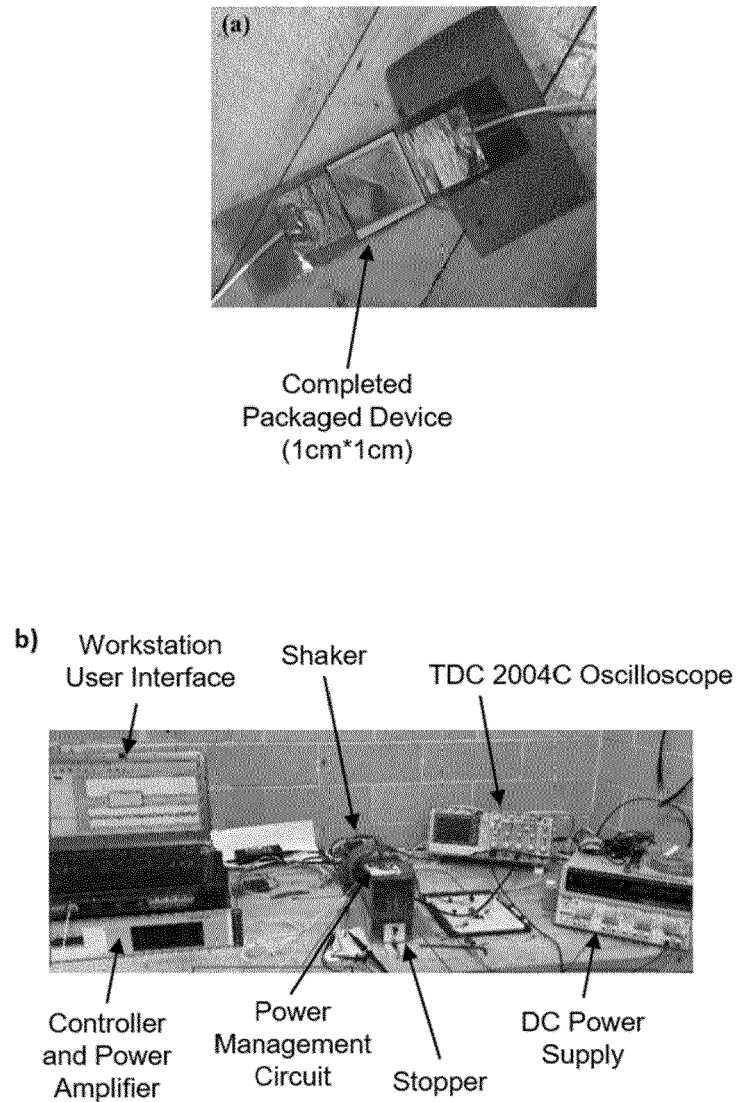 (a)
Completed
Packaged Device
(1cm*1cm)
b)
Workstation
User Interface
Shaker
TDC 2004C Oscilloscope
Controller
and Power
Amplifier
Power
Management
Circuit
Stopper
DC Power
Supply